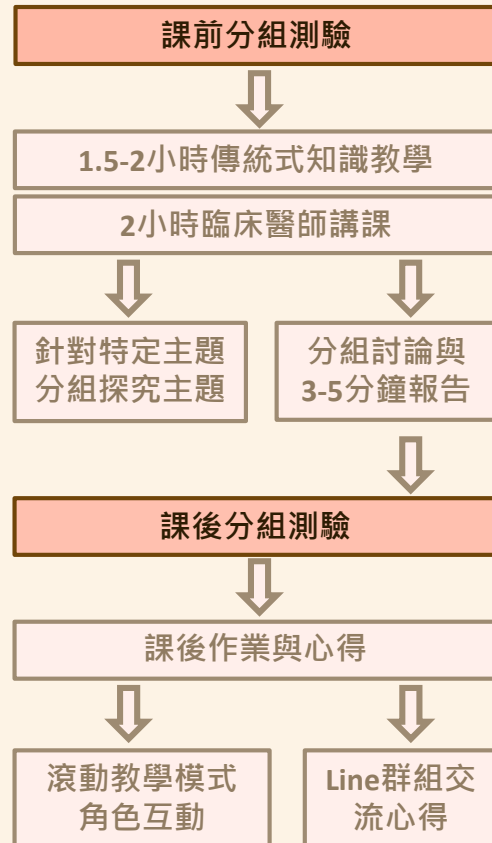 課前分組測驗
1.5-2小時傳統式知識教學
2小時臨床醫師講課
針對特定主題
分組探究主題
分組討論與
3-5分鐘報告
課後分組測驗
課後作業與心得
滾動教學模式
角色互動
Line群組交
流心得